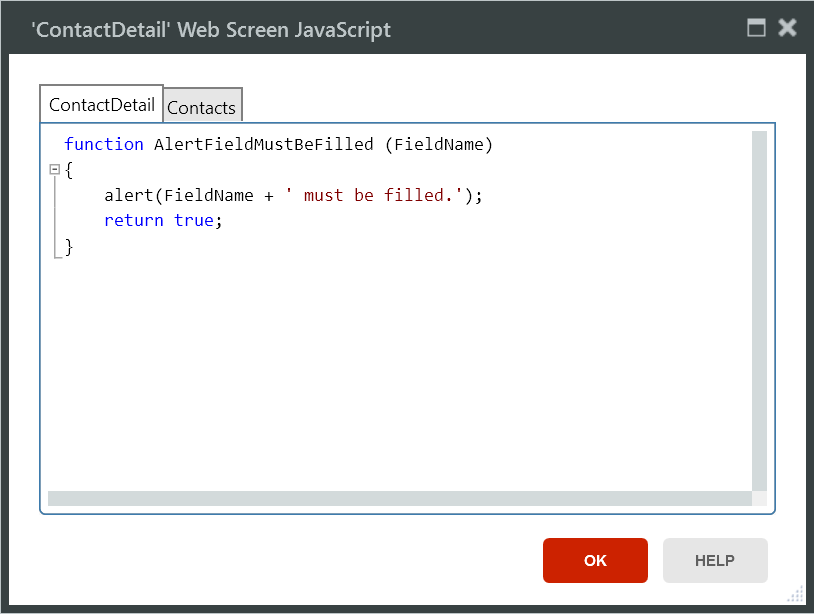 'ContactDetail' Web Screen JavaScript
ContactDetail Contacts
function AlertFieldMustBeFilled (FieldName)
{
    alert(FieldName + ' must be filled.');
    return true;
}
OK HELP